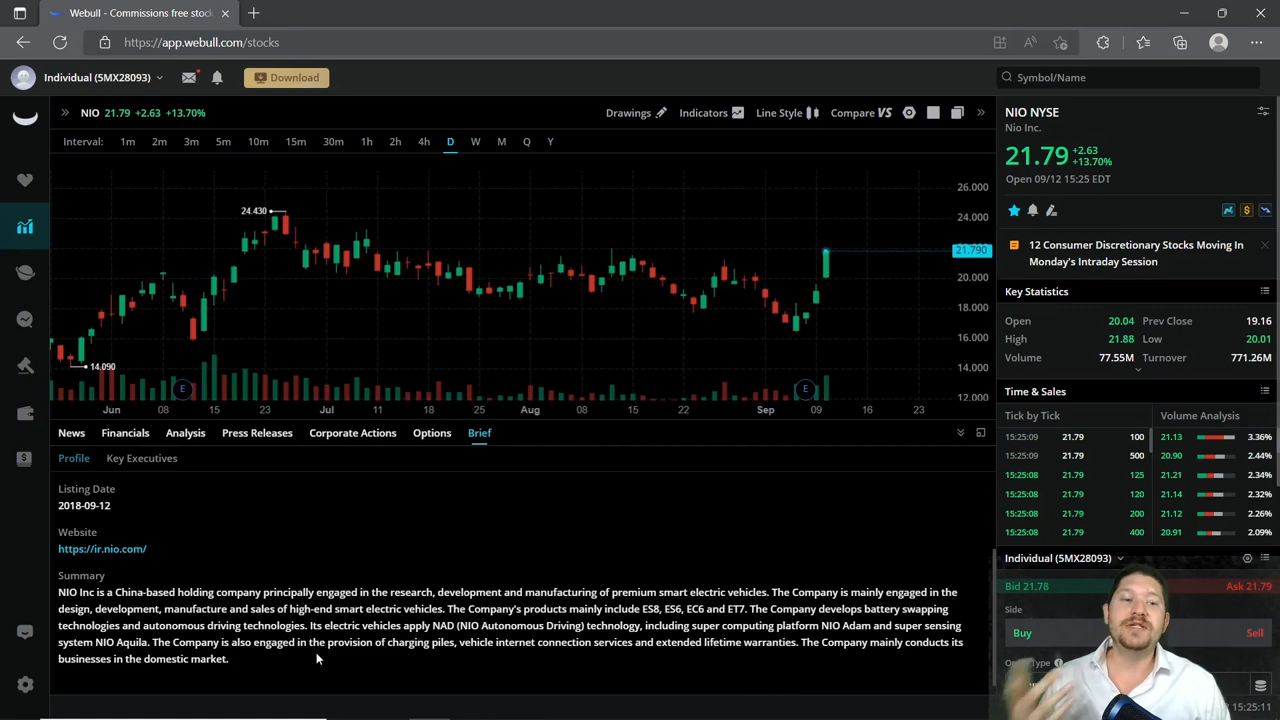 Webull - Commissions free stoc
https://app.webull.com/stocks
Individual (5MX28093)
Download
Symbol/Name
NIO 21.79 +2.63 +13.70%
Drawings Indicators Line Style Compare VS
Interval: 1m 2m 3m 5m 10m 15m 30m 1h 2h 4h D W M Q Y
26.000
24.430
24.000
21.790
20.000
18.000
16.000
14.090
14.000
12.000
E
E
Jun 08 15 23 Jul 11 18 25 Aug 08 15 22 Sep 09 16 23
News Financials Analysis Press Releases Corporate Actions Options Brief
Profile Key Executives
Listing Date
2018-09-12
Website
https://ir.nio.com/
Summary
NIO Inc is a China-based holding company principally engaged in the research, development and manufacturing of premium smart electric vehicles. The Company is mainly engaged in the
design, development, manufacture and sales of high-end smart electric vehicles. The Company's products mainly include ES8, ES6, EC6 and ET7. The Company develops battery swapping
technologies and autonomous driving technologies. Its electric vehicles apply NAD (NIO Autonomous Driving) technology, including super computing platform NIO Adam and super sensing
system NIO Aquila. The Company is also engaged in the provision of charging piles, vehicle internet connection services and extended lifetime warranties. The Company mainly conducts its
businesses in the domestic market.
NIO NYSE
Nio Inc.
21.79 +2.63
+13.70%
Open 09/12 15:25 EDT
12 Consumer Discretionary Stocks Moving In
Monday's Intraday Session
Key Statistics
Open 20.04 Prev Close 19.16
High 21.88 Low 20.01
Volume 77.55M Turnover 771.26M
Time & Sales
Tick by Tick Volume Analysis
15:25:09 21.79 100 21.13 3.36%
15:25:09 21.79 500 20.90 2.44%
15:25:08 21.79 125 21.21 2.34%
15:25:08 21.79 120 21.14 2.32%
15:25:08 21.79 200 21.12 2.26%
15:25:08 21.79 400 20.91 2.09%
Individual (5MX28093)
Bid 21.78 Ask 21.79
Side
Buy Sell
15:25:11